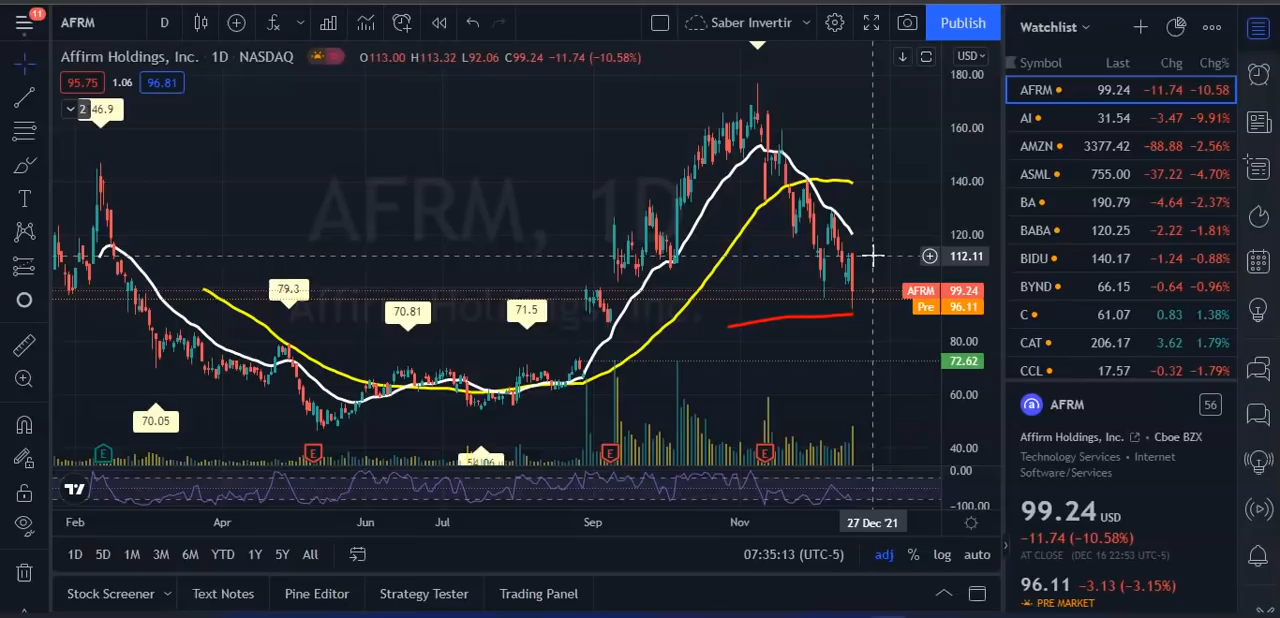 11
AFRM
D
Saber Invertir
Publish
Affirm Holdings, Inc. · 1D · NASDAQ
O113.00 H113.32 L92.06 C99.24 −11.74 (−10.58%)
USD
95.75
1.06
96.81
2
46.9
AFRM, 1D
Affirm Holdings, Inc.
79.3
70.81
71.5
70.05
E
E
E
E
180.00
160.00
140.00
120.00
112.11
AFRM 99.24
Pre 96.11
80.00
72.62
60.00
40.00
0.00
−100.00
Feb
Apr
Jun
Jul
Sep
Nov
27 Dec '21
1D 5D 1M 3M 6M YTD 1Y 5Y All
07:35:13 (UTC-5)
adj % log auto
Stock Screener
Text Notes
Pine Editor
Strategy Tester
Trading Panel
Watchlist
Symbol Last Chg Chg%
AFRM 99.24 −11.74 −10.58
AI 31.54 −3.47 −9.91%
AMZN 3377.42 −88.88 −2.56%
ASML 755.00 −37.22 −4.70%
BA 190.79 −4.64 −2.37%
BABA 120.25 −2.22 −1.81%
BIDU 140.17 −1.24 −0.88%
BYND 66.15 −0.64 −0.96%
C 61.07 0.83 1.38%
CAT 206.17 3.62 1.79%
CCL 17.57 −0.32 −1.79%
AFRM
56
Affirm Holdings, Inc. • Cboe BZX
Technology Services • Internet
Software/Services
99.24 USD
−11.74 (−10.58%)
AT CLOSE (DEC 16 22:53 UTC-5)
96.11 −3.13 (−3.15%)
PRE MARKET